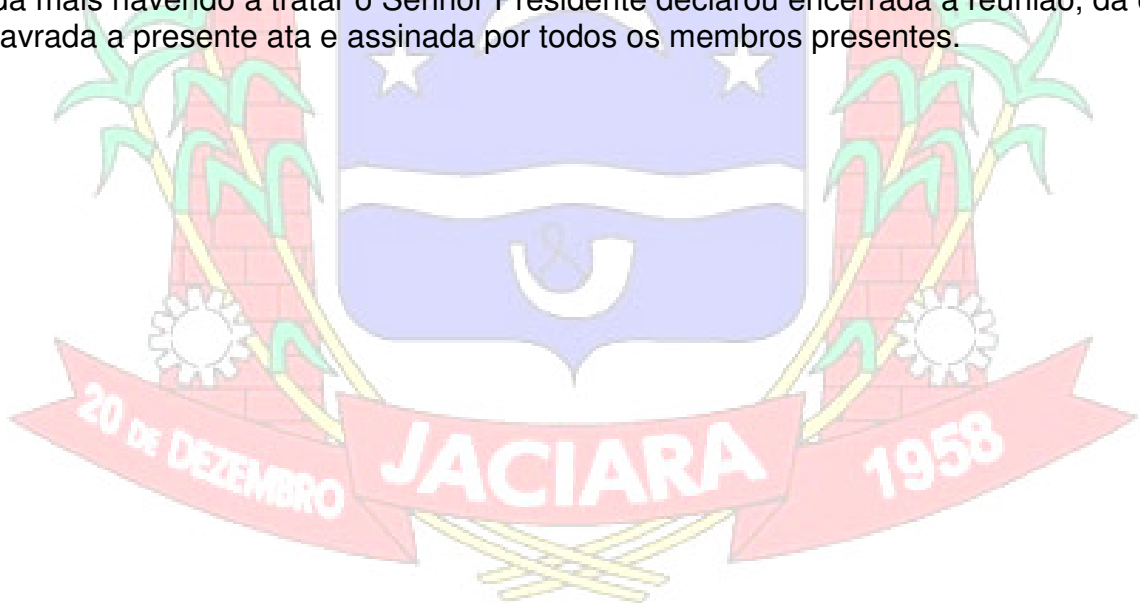 da mais havendo a tratar o Senhor Presidente declarou encerrada a reunião, da
avrada a presente ata e assinada por todos os membros presentes.
20 DE DEZEMBRO
JACIARA
1958